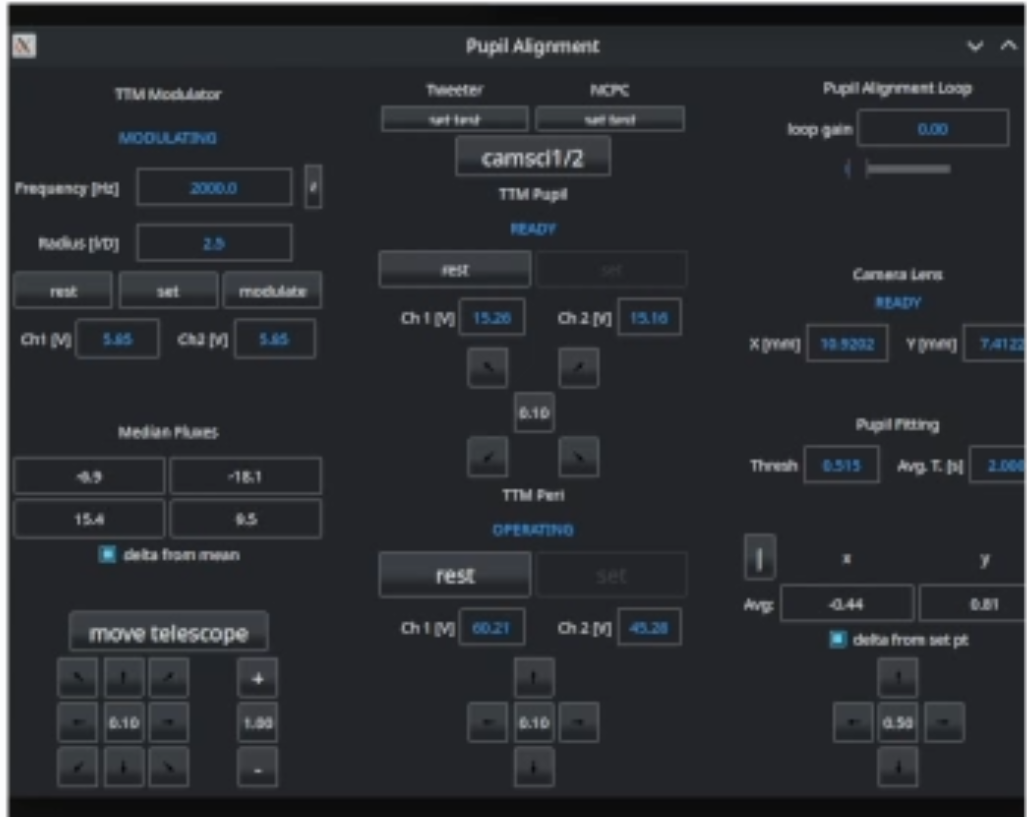 Pupil Alignment
TTM Modulator
MODULATING
Frequency [Hz] 2000.0
Radius [l/D] 2.5
rest set modulate
Ch1 [V] 5.85 Ch2 [V] 5.85
Median Fluxes
-18.1
15.4
delta from mean
move telescope
0.10
+
1.00
-
Tweeter NCPC
set test set test
camsci1/2
TTM Pupil
READY
rest set
Ch 1 [V] 15.26 Ch 2 [V] 15.16
0.10
TTM Peri
OPERATING
rest set
Ch 1 [V] 60.21 Ch 2 [V] 45.28
0.10
Pupil Alignment Loop
loop gain 0.00
Camera Lens
READY
X [mm] 10.9202 Y [mm] 7.4122
Pupil Fitting
Thresh 0.515 Avg. T. [s] 2.000
x y
Avg: -0.44 0.81
delta from set pt
0.50